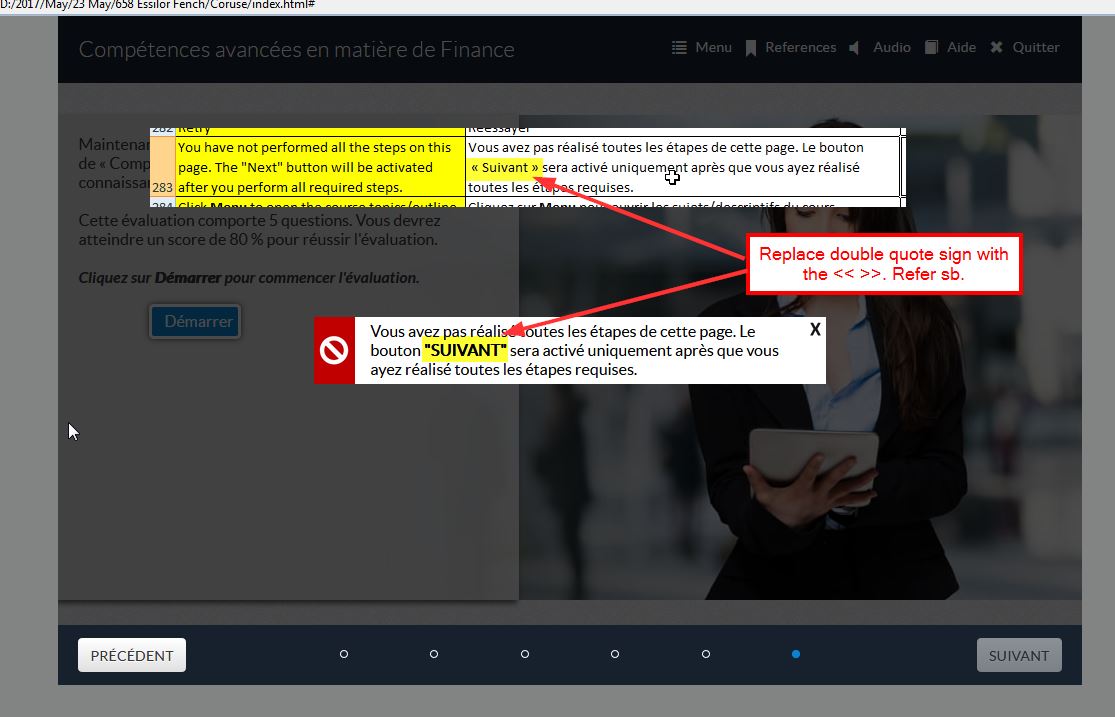 D:/2017/May/23 May/658 Essilor Fench/Coruse/index.html#
Compétences avancées en matière de Finance
Menu References Audio Aide Quitter
Maintenan
de « Comp
connaissan
282 Retry Réessayer
283
You have not performed all the steps on this
page. The "Next" button will be activated
after you perform all required steps.
Vous avez pas réalisé toutes les étapes de cette page. Le bouton
« Suivant » sera activé uniquement après que vous ayez réalisé
toutes les étapes requises.
284 Click Menu to open the course topics/outline Cliquez sur Menu pour ouvrir les sujets/descriptifs du cours
Cette évaluation comporte 5 questions. Vous devrez
atteindre un score de 80 % pour réussir l'évaluation.
Cliquez sur Démarrer pour commencer l'évaluation.
Démarrer
Replace double quote sign with
the << >>. Refer sb.
Vous avez pas réalisé toutes les étapes de cette page. Le
bouton "SUIVANT" sera activé uniquement après que vous
ayez réalisé toutes les étapes requises.
X
PRÉCÉDENT
SUIVANT